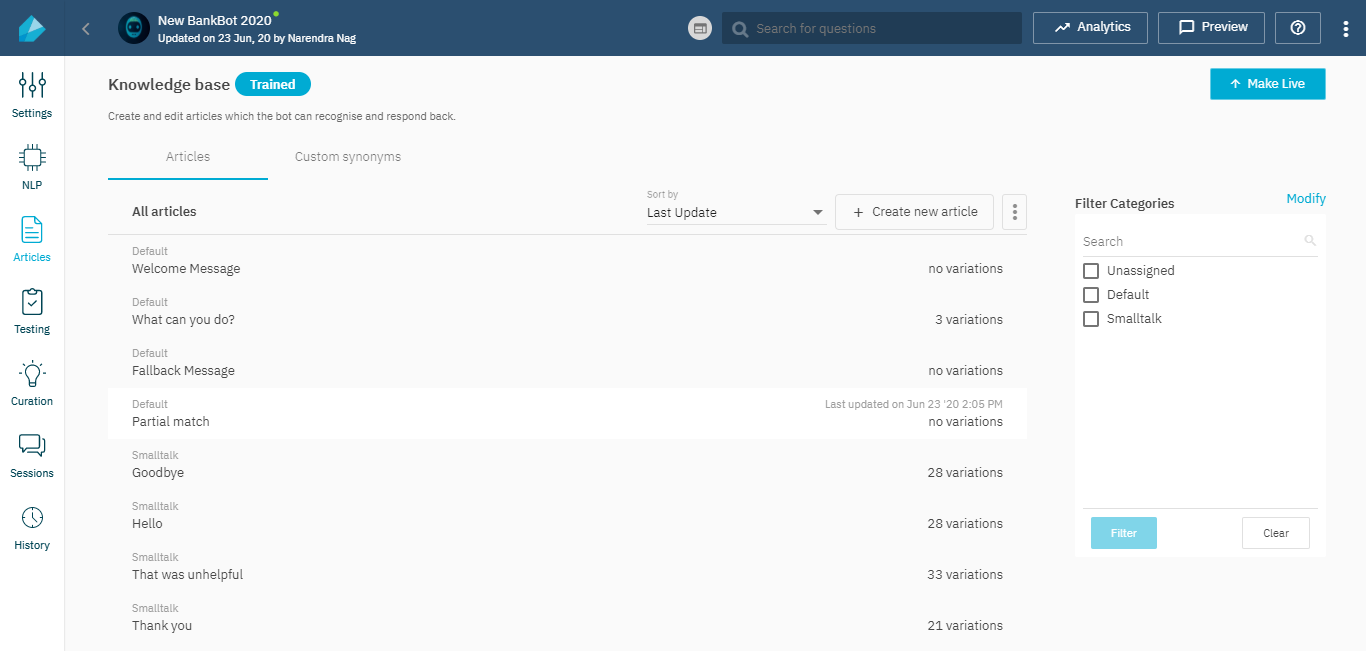 New BankBot 2020
Updated on 23 Jun, 20 by Narendra Nag
Search for questions
Analytics
Preview
Settings
NLP
Articles
Testing
Curation
Sessions
History
Knowledge base Trained
Make Live
Create and edit articles which the bot can recognise and respond back.
Articles Custom synonyms
All articles
Sort by
Last Update
+ Create new article
Default
Welcome Message no variations
Default
What can you do? 3 variations
Default
Fallback Message no variations
Default Last updated on Jun 23 '20 2:05 PM
Partial match no variations
Smalltalk
Goodbye 28 variations
Smalltalk
Hello 28 variations
Smalltalk
That was unhelpful 33 variations
Smalltalk
Thank you 21 variations
Filter Categories Modify
Search
Unassigned
Default
Smalltalk
Filter Clear